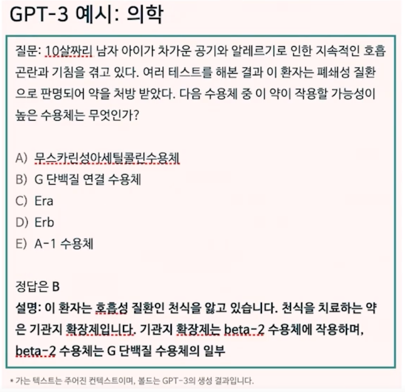 GPT-3 예시: 의학
질문: 10살짜리 남자 아이가 차가운 공기와 알레르기로 인한 지속적인 호흡
곤란과 기침을 겪고 있다. 여러 테스트를 해본 결과 이 환자는 폐쇄성 질환
으로 판명되어 약을 처방 받았다. 다음 수용체 중 이 약이 작용할 가능성이
높은 수용체는 무엇인가?
A) 무스카린성아세틸콜린수용체
B) G 단백질 연결 수용체
C) Era
D) Erb
E) A-1 수용체
정답은 B
설명: 이 환자는 호흡성 질환인 천식을 앓고 있습니다. 천식을 치료하는 약
은 기관지 확장제입니다. 기관지 확장제는 beta-2 수용체에 작용하며,
beta-2 수용체는 G 단백질 수용체의 일부
* 가는 텍스트는 주어진 컨텍스트이며, 볼드는 GPT-3의 생성 결과입니다.